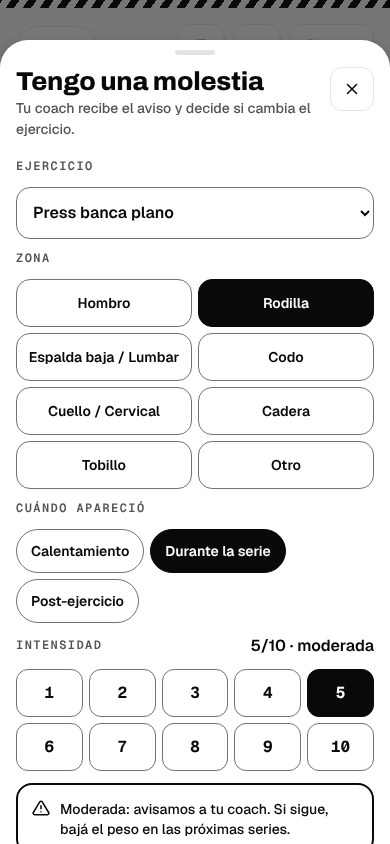 Tengo una molestia
Tu coach recibe el aviso y decide si cambia el
ejercicio.
EJERCICIO
Press banca plano
ZONA
Hombro
Rodilla
Espalda baja / Lumbar
Codo
Cuello / Cervical
Cadera
Tobillo
Otro
CUÁNDO APARECIÓ
Calentamiento
Durante la serie
Post-ejercicio
INTENSIDAD
5/10 · moderada
1
2
3
4
5
6
7
8
9
10
Moderada: avisamos a tu coach. Si sigue,
bajá el peso en las próximas series.